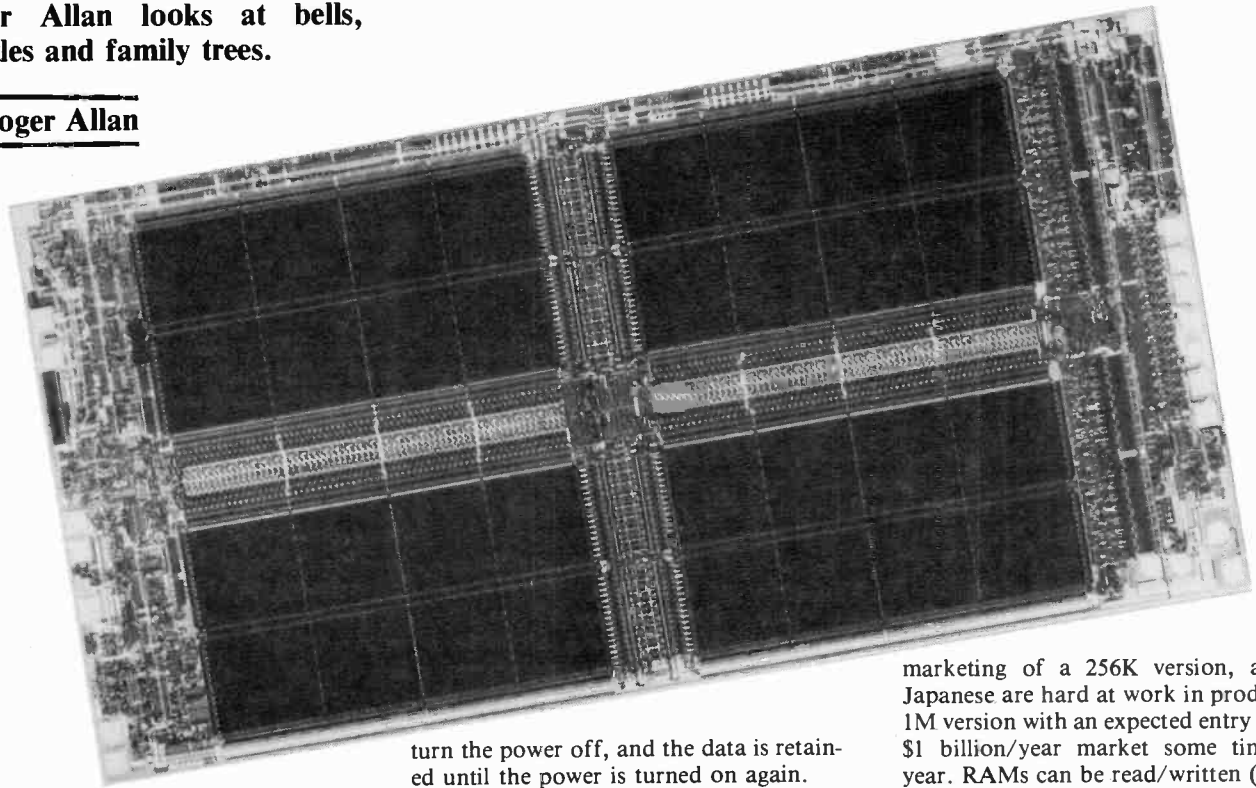 r Allan looks at bells,
les and family trees.
oger Allan
turn the power off, and the data is retain-
ed until the power is turned on again.
marketing of a 256K version, a
Japanese are hard at work in prod
1M version with an expected entry
$1 billion/year market some tim
year. RAMs can be read/written (